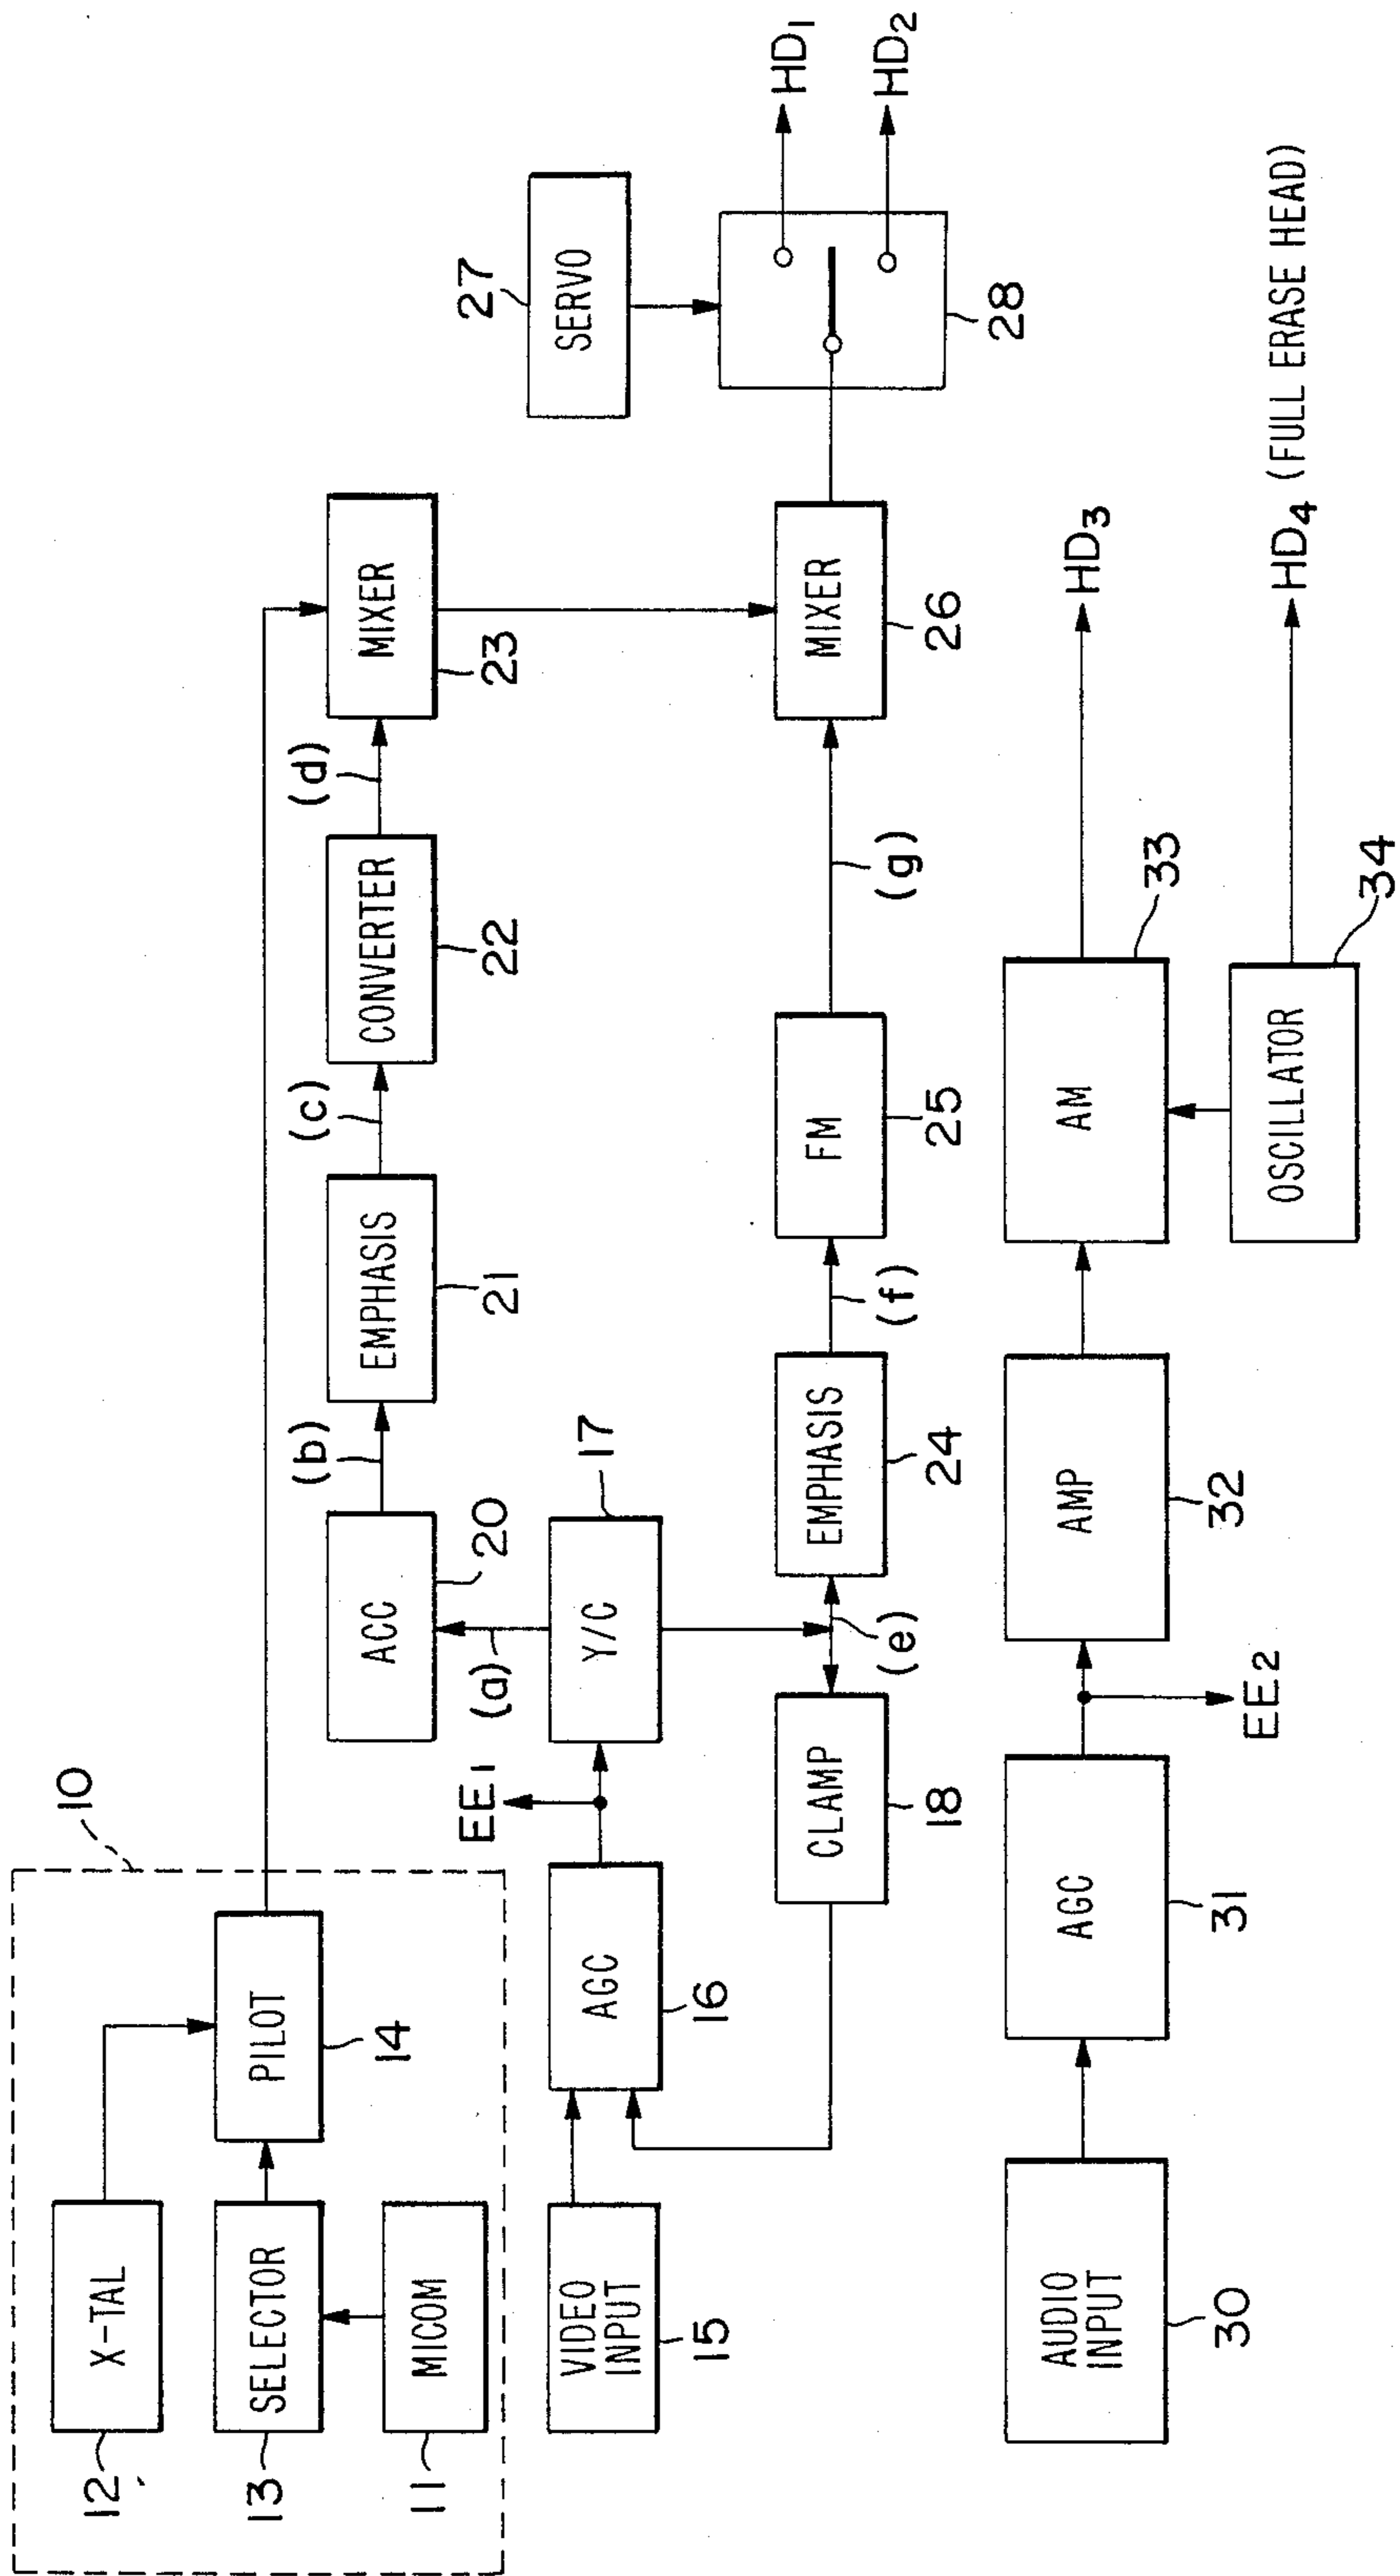 10
X-TAL
12
PILOT
14
SELECTOR
13
MICOM
11
MIXER
23
(d)
CONVERTER
22
(c)
EMPHASIS
21
(b)
ACC
20
(a)
Y/C
17
EE1
AGC
16
VIDEO
INPUT
15
CLAMP
18
(e)
EMPHASIS
24
(f)
FM
25
(g)
MIXER
26
SERVO
27
28
HD1
HD2
AUDIO
INPUT
30
AGC
31
EE2
AMP
32
AM
33
HD3
OSCILLATOR
34
HD4 (FULL ERASE HEAD)